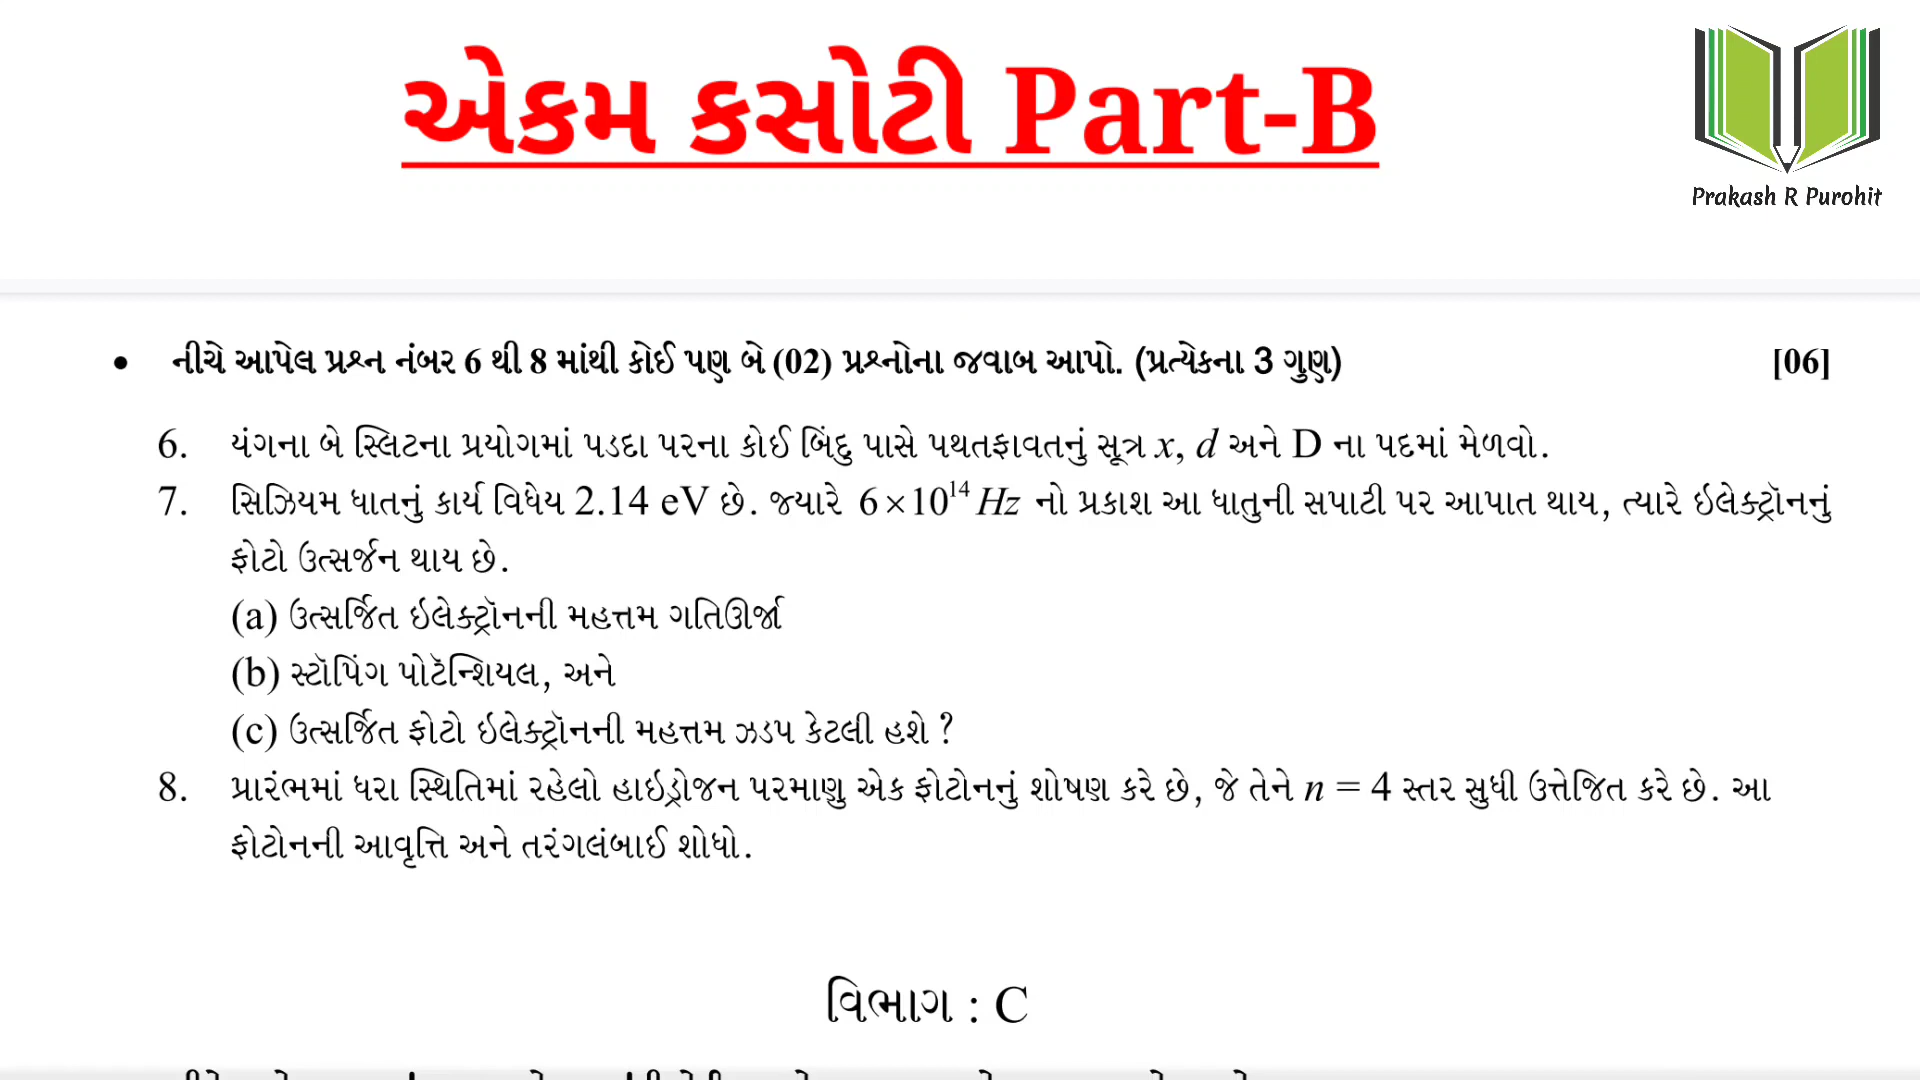 એકમ કસોટી Part-B
Prakash R Purohit
• નીચે આપેલ પ્રશ્ન નંબર 6 થી 8 માંથી કોઈ પણ બે (02) પ્રશ્નોના જવાબ આપો. (પ્રત્યેકના 3 ગુણ) [06]
6. યંગના બે સ્લિટના પ્રયોગમાં પડદા પરના કોઈ બિંદુ પાસે પથતફાવતનું સૂત્ર x, d અને D ના પદમાં મેળવો.
7. સિઝિયમ ધાતનું કાર્ય વિધેય 2.14 eV છે. જ્યારે 6×10¹⁴ Hz નો પ્રકાશ આ ધાતુની સપાટી પર આપાત થાય, ત્યારે ઇલેક્ટ્રૉનનું
ફોટો ઉત્સર્જન થાય છે.
(a) ઉત્સર્જિત ઇલેક્ટ્રૉનની મહત્તમ ગતિઊર્જા
(b) સ્ટૉપિંગ પોટૅન્શિયલ, અને
(c) ઉત્સર્જિત ફોટો ઇલેક્ટ્રૉનની મહત્તમ ઝડપ કેટલી હશે ?
8. પ્રારંભમાં ધરા સ્થિતિમાં રહેલો હાઇડ્રોજન પરમાણુ એક ફોટોનનું શોષણ કરે છે, જે તેને n = 4 સ્તર સુધી ઉત્તેજિત કરે છે. આ
ફોટોનની આવૃત્તિ અને તરંગલંબાઈ શોધો.
વિભાગ : C